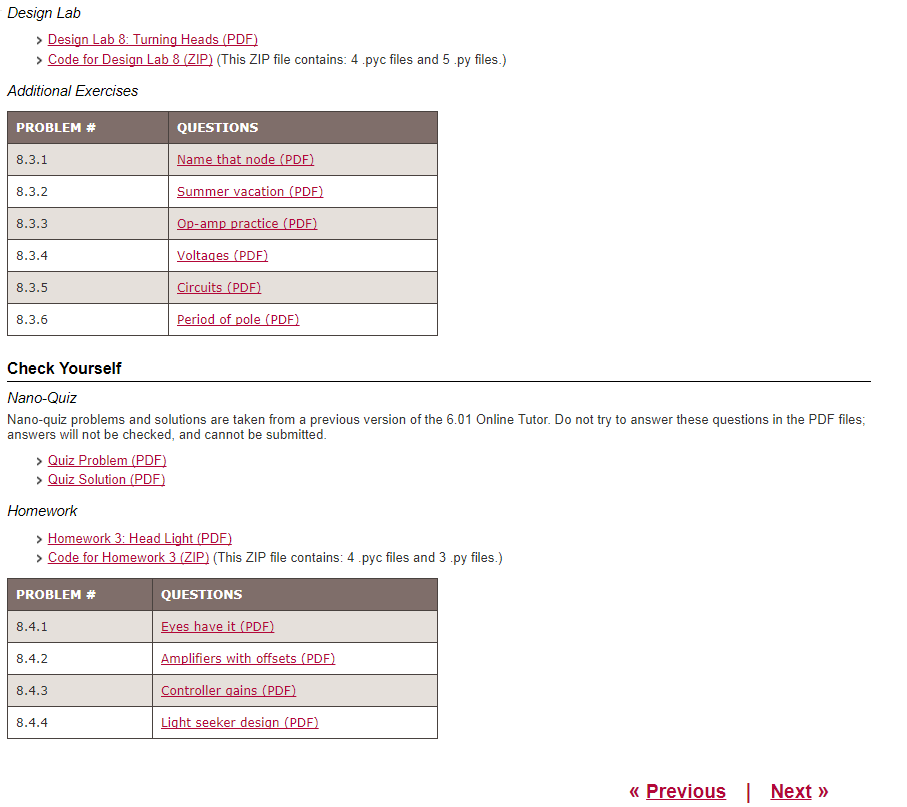 Design Lab
Design Lab 8: Turning Heads (PDF)
Code for Design Lab 8 (ZIP) (This ZIP file contains: 4 .pyc files and 5 .py files.)
Additional Exercises
PROBLEM # QUESTIONS
8.3.1 Name that node (PDF)
8.3.2 Summer vacation (PDF)
8.3.3 Op-amp practice (PDF)
8.3.4 Voltages (PDF)
8.3.5 Circuits (PDF)
8.3.6 Period of pole (PDF)
Check Yourself
Nano-Quiz
Nano-quiz problems and solutions are taken from a previous version of the 6.01 Online Tutor. Do not try to answer these questions in the PDF files;
answers will not be checked, and cannot be submitted.
Quiz Problem (PDF)
Quiz Solution (PDF)
Homework
Homework 3: Head Light (PDF)
Code for Homework 3 (ZIP) (This ZIP file contains: 4 .pyc files and 3 .py files.)
PROBLEM # QUESTIONS
8.4.1 Eyes have it (PDF)
8.4.2 Amplifiers with offsets (PDF)
8.4.3 Controller gains (PDF)
8.4.4 Light seeker design (PDF)
« Previous | Next »